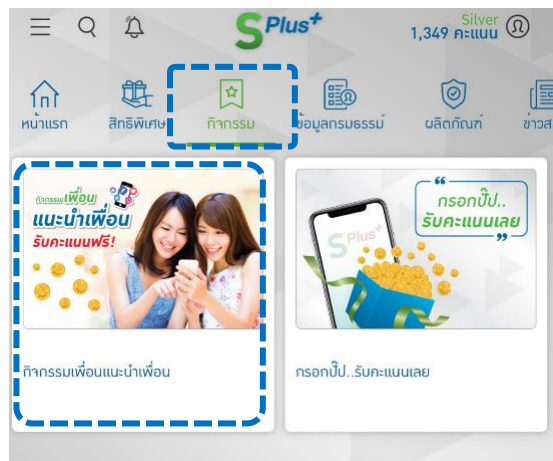 S Plus+
Silver
1,349 คะแนน
หน้าแรก
สิทธิพิเศษ
กิจกรรม
ข้อมูลกรมธรรม์
ผลิตภัณฑ์
ข่าวส
กิจกรรมเพื่อน
แนะนำเพื่อน
รับคะแนนฟรี!
“
กรอกปั๊ป..
รับคะแนนเลย
”
S Plus+
กิจกรรมเพื่อนแนะนำเพื่อน
กรอกปั๊ป..รับคะแนนเลย